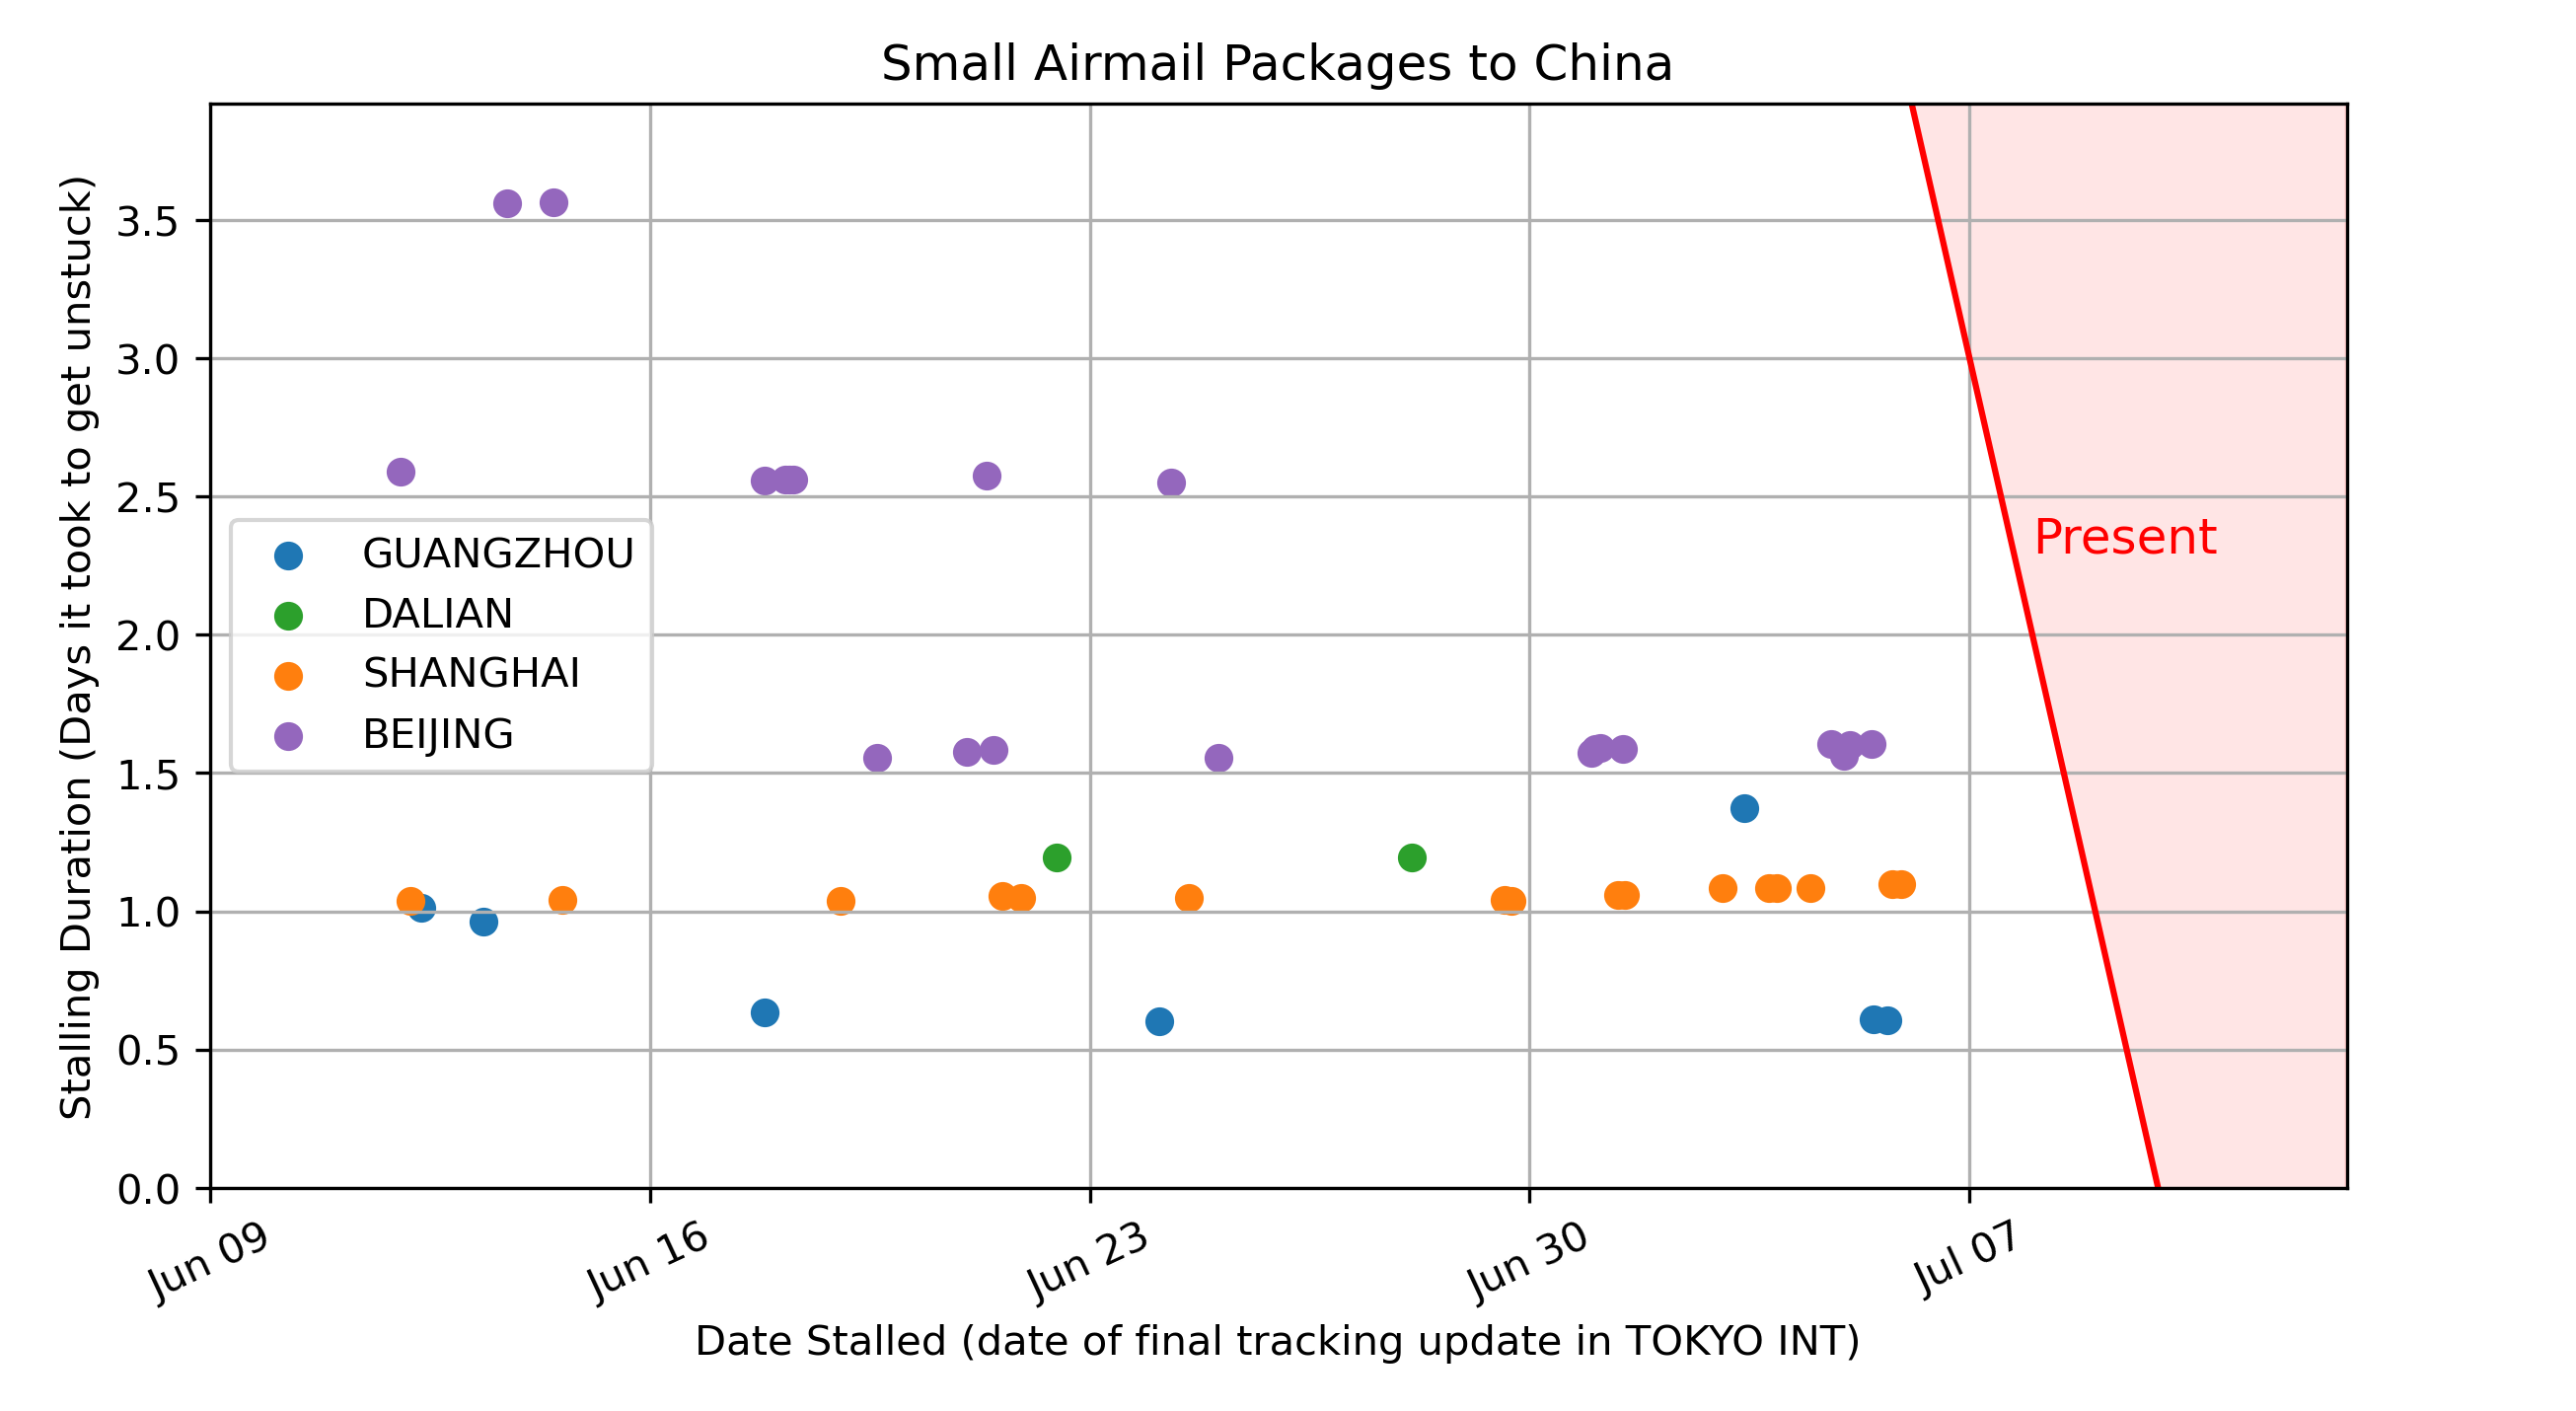 Small Airmail Packages to China
Stalling Duration (Days it took to get unstuck)
3.5
3.0
2.5
2.0
1.5
1.0
0.5
0.0
GUANGZHOU
DALIAN
SHANGHAI
BEIJING
Present
Jun 09
Jun 16
Jun 23
Jun 30
Jul 07
Date Stalled (date of final tracking update in TOKYO INT)